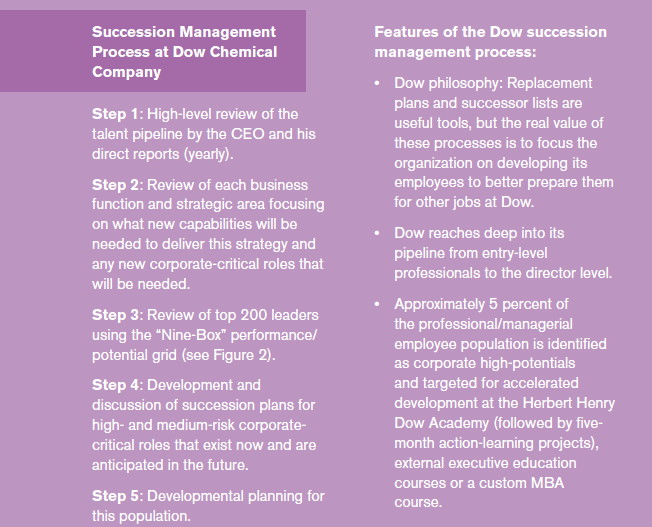 Succession Management
Process at Dow Chemical
Company
Step 1: High-level review of the
talent pipeline by the CEO and his
direct reports (yearly).
Step 2: Review of each business
function and strategic area focusing
on what new capabilities will be
needed to deliver this strategy and
any new corporate-critical roles that
will be needed.
Step 3: Review of top 200 leaders
using the “Nine-Box” performance/
potential grid (see Figure 2).
Step 4: Development and
discussion of succession plans for
high- and medium-risk corporate-
critical roles that exist now and are
anticipated in the future.
Step 5: Developmental planning for
this population.
Features of the Dow succession
management process:
• Dow philosophy: Replacement
plans and successor lists are
useful tools, but the real value of
these processes is to focus the
organization on developing its
employees to better prepare them
for other jobs at Dow.
• Dow reaches deep into its
pipeline from entry-level
professionals to the director level.
• Approximately 5 percent of
the professional/managerial
employee population is identified
as corporate high-potentials
and targeted for accelerated
development at the Herbert Henry
Dow Academy (followed by five-
month action-learning projects),
external executive education
courses or a custom MBA
course.